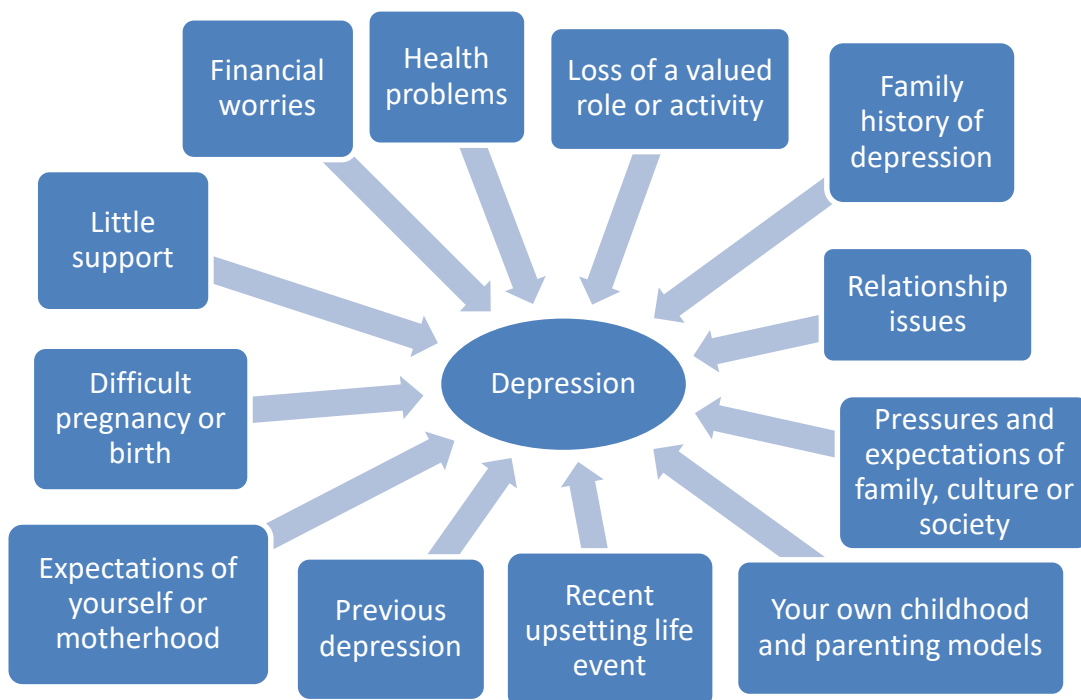 Financial
worries
Health
problems
Loss of a valued
role or activity
Family
history of
depression
Little
support
Relationship
issues
Depression
Difficult
pregnancy or
birth
Pressures and
expectations of
family, culture or
society
Expectations of
yourself or
motherhood
Previous
depression
Recent
upsetting life
event
Your own childhood
and parenting models